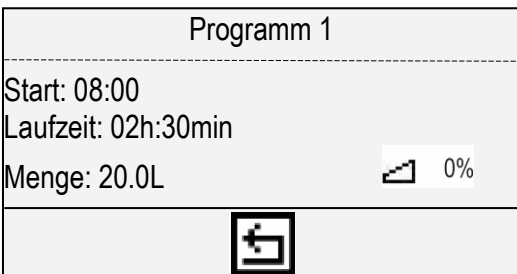 Programm 1
Start: 08:00
Laufzeit: 02h:30min
Menge: 20.0L 0%